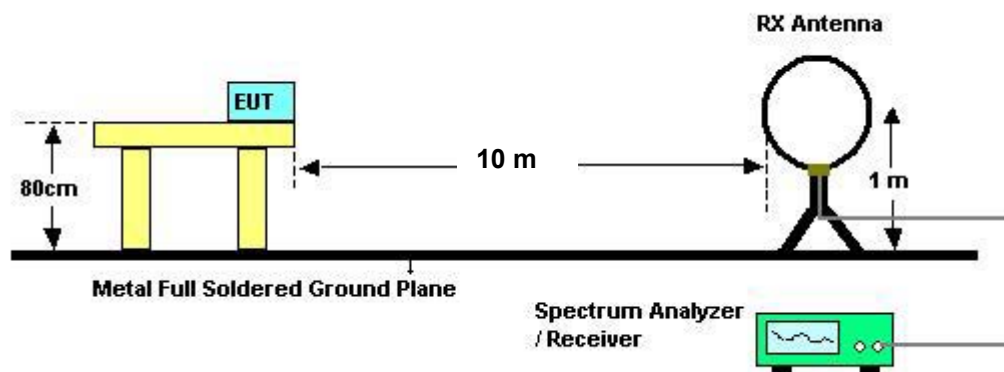 RX Antenna
EUT
10 m
80cm
1 m
Metal Full Soldered Ground Plane
Spectrum Analyzer
/ Receiver